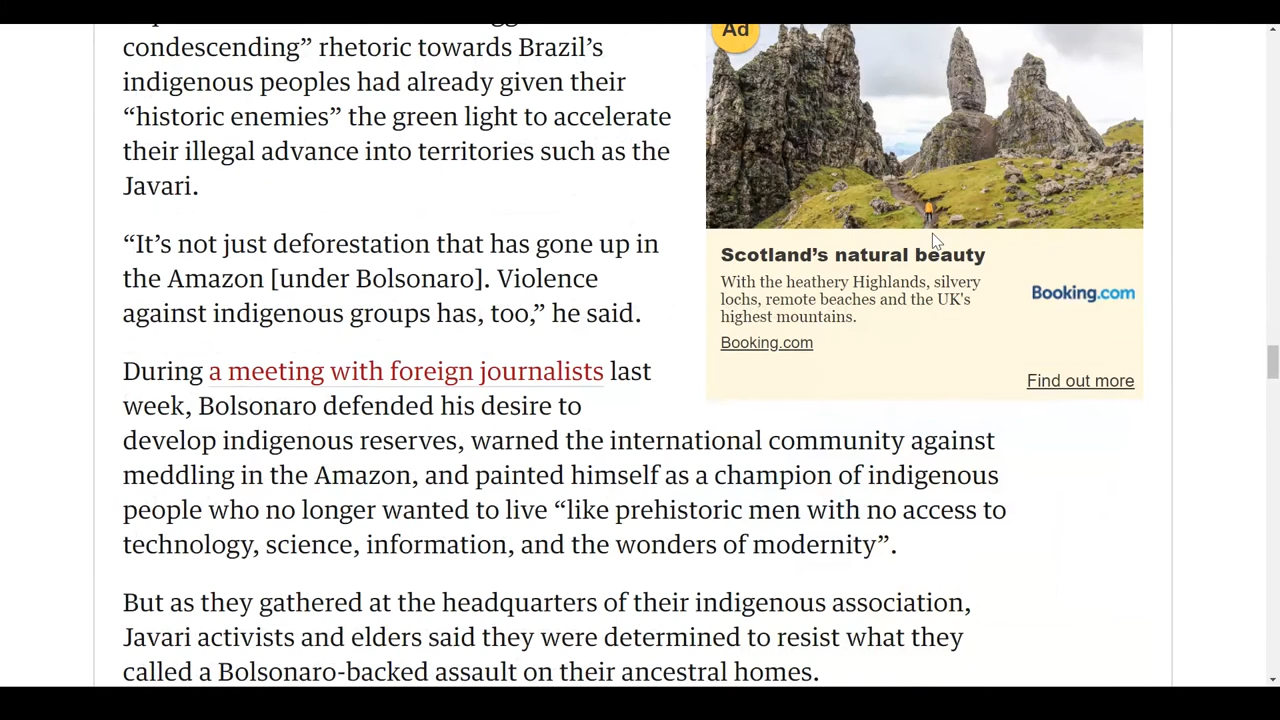 condescending” rhetoric towards Brazil’s
indigenous peoples had already given their
“historic enemies” the green light to accelerate
their illegal advance into territories such as the
Javari.
“It’s not just deforestation that has gone up in
the Amazon [under Bolsonaro]. Violence
against indigenous groups has, too,” he said.
During a meeting with foreign journalists last
week, Bolsonaro defended his desire to
develop indigenous reserves, warned the international community against
meddling in the Amazon, and painted himself as a champion of indigenous
people who no longer wanted to live “like prehistoric men with no access to
technology, science, information, and the wonders of modernity”.
But as they gathered at the headquarters of their indigenous association,
Javari activists and elders said they were determined to resist what they
called a Bolsonaro-backed assault on their ancestral homes.
Ad
Scotland’s natural beauty
With the heathery Highlands, silvery
lochs, remote beaches and the UK's
highest mountains.
Booking.com
Booking.com
Find out more